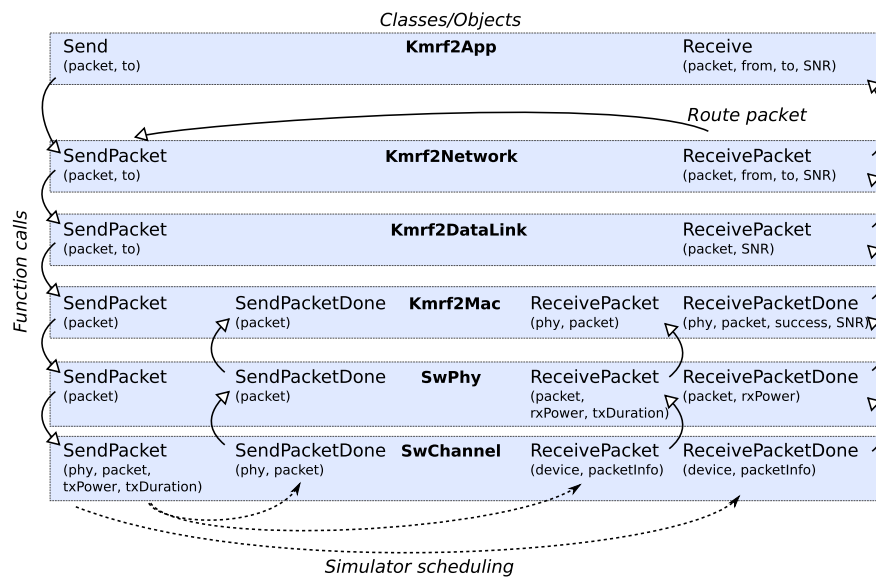 Classes/Objects
Send Kmrf2App Receive
(packet, to) (packet, from, to, SNR)
Route packet
SendPacket Kmrf2Network ReceivePacket
(packet, to) (packet, from, to, SNR)
Function calls
SendPacket Kmrf2DataLink ReceivePacket
(packet, to) (packet, SNR)
SendPacket SendPacketDone Kmrf2Mac ReceivePacket ReceivePacketDone
(packet) (packet) (phy, packet) (phy, packet, success, SNR)
SendPacket SendPacketDone SwPhy ReceivePacket ReceivePacketDone
(packet) (packet) (packet, (packet, rxPower)
rxPower, txDuration)
SendPacket SendPacketDone SwChannel ReceivePacket ReceivePacketDone
(phy, packet, (phy, packet) (device, packetInfo) (device, packetInfo)
txPower, txDuration)
Simulator scheduling